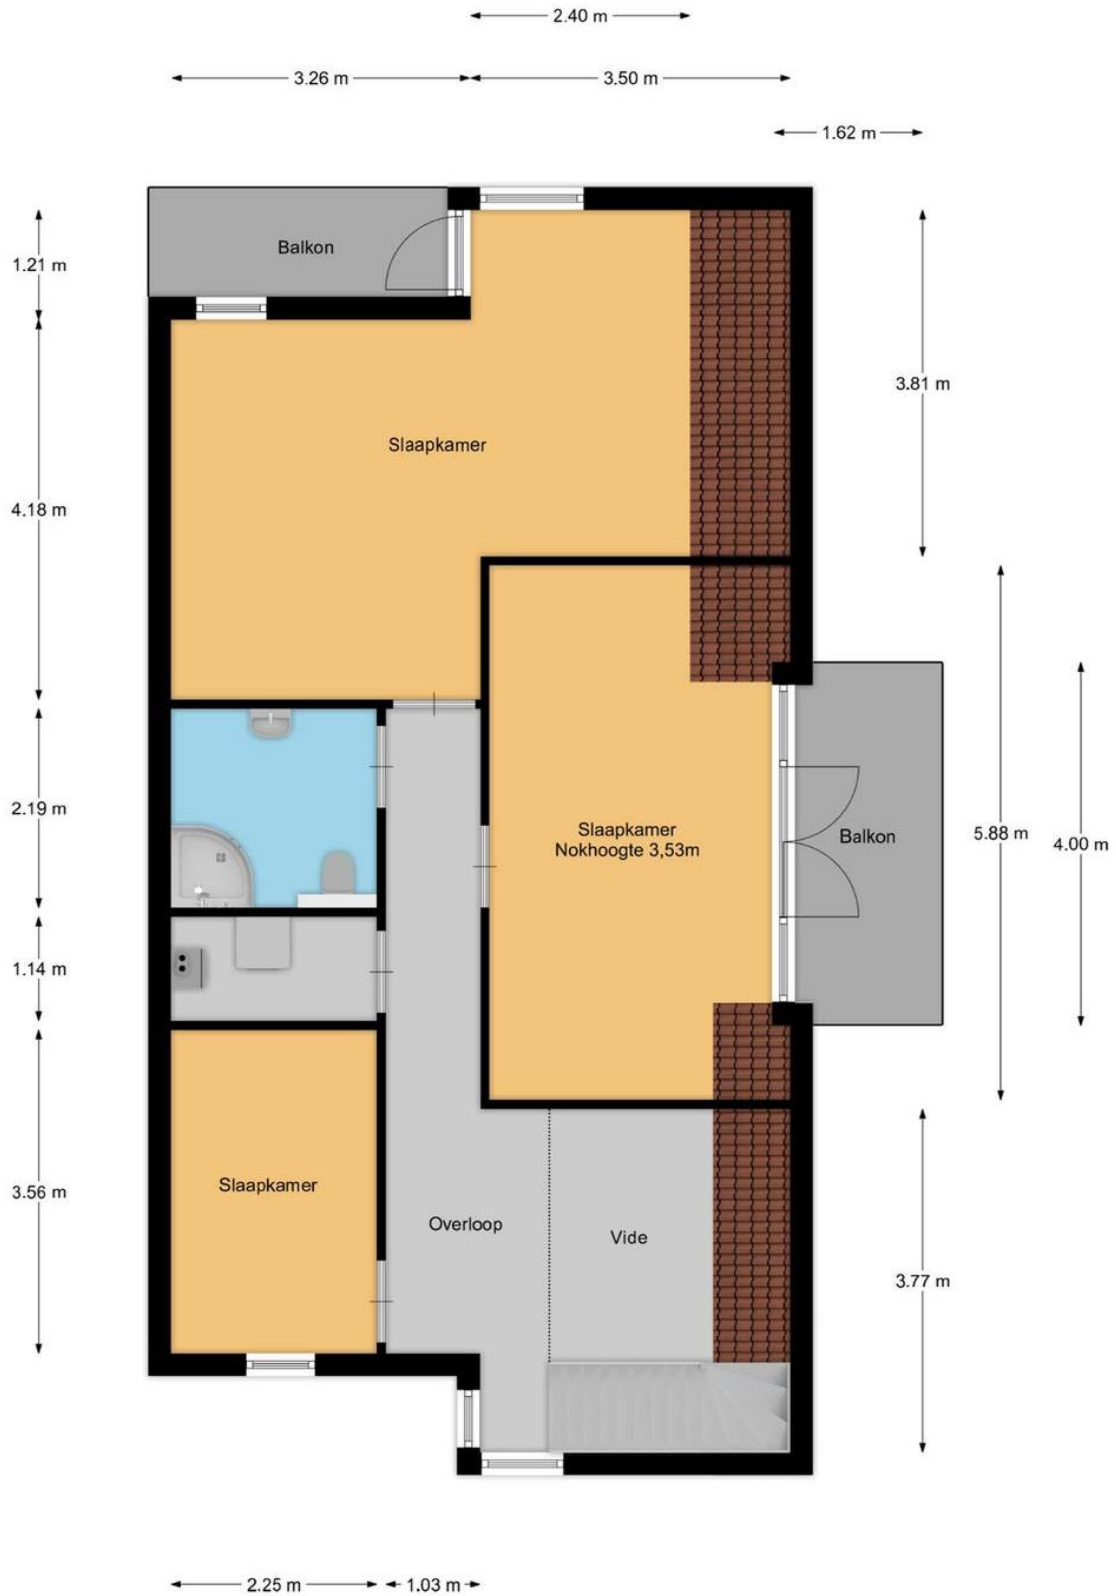 2.40 m
3.26 m
3.50 m
1.62 m
Balkon
1.21 m
3.81 m
Slaapkamer
4.18 m
2.19 m
Slaapkamer
Nokhoogte 3,53m
Balkon
5.88 m
4.00 m
1.14 m
Slaapkamer
3.56 m
Overloop
Vide
3.77 m
2.25 m
1.03 m